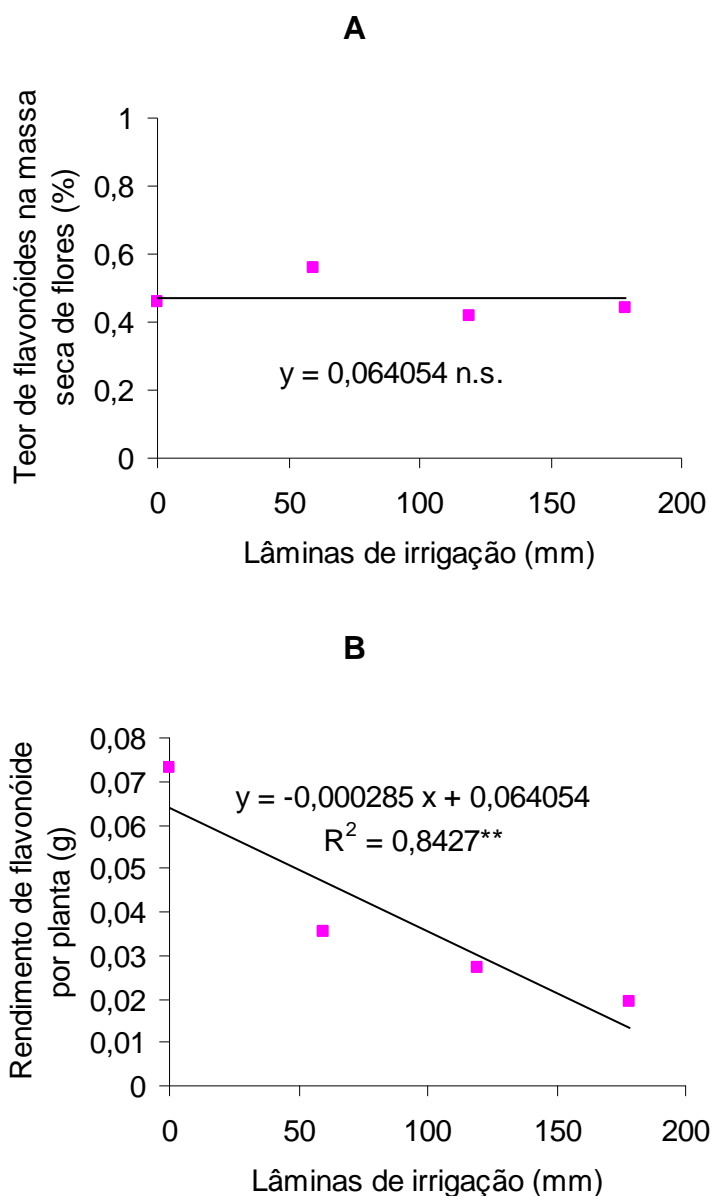 A
Teor de flavonóides na massa
seca de flores (%)
1
0,8
0,6
0,4
0,2
0
y = 0,064054 n.s.
0 50 100 150 200
Lâminas de irrigação (mm)
B
Rendimento de flavonóide
por planta (g)
0,08
0,07
0,06
0,05
0,04
0,03
0,02
0,01
0
y = -0,000285 x + 0,064054
R² = 0,8427**
0 50 100 150 200
Lâminas de irrigação (mm)